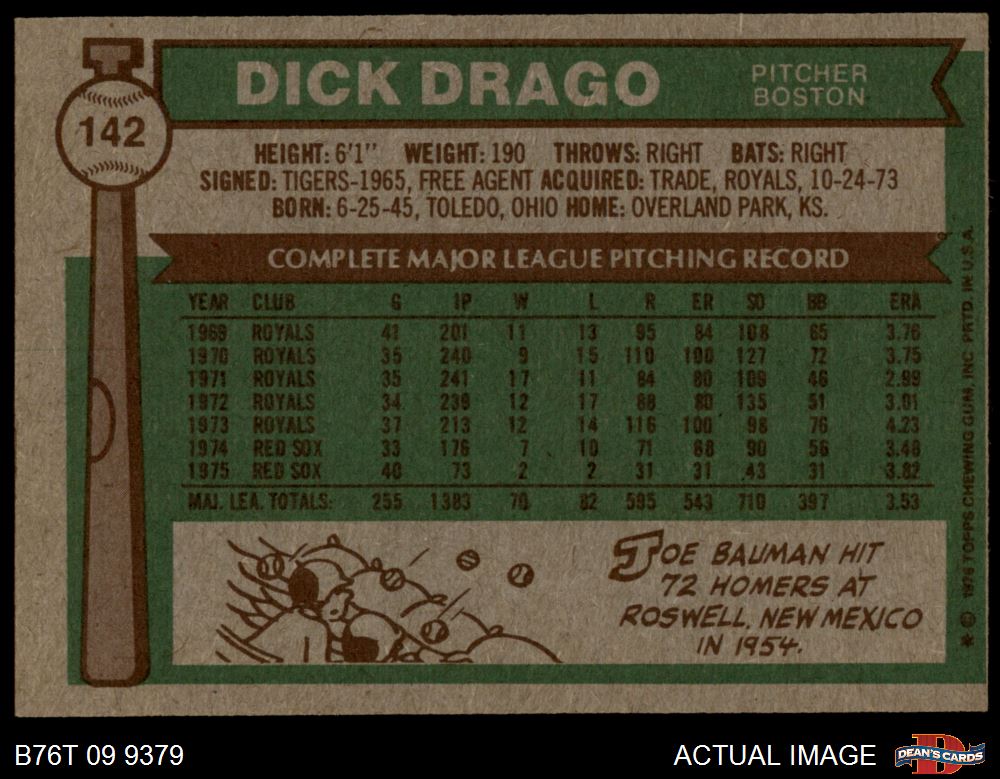 142
DICK DRAGO
PITCHER
BOSTON
HEIGHT: 6'1" WEIGHT: 190 THROWS: RIGHT BATS: RIGHT
SIGNED: TIGERS-1965, FREE AGENT ACQUIRED: TRADE, ROYALS, 10-24-73
BORN: 6-25-45, TOLEDO, OHIO HOME: OVERLAND PARK, KS.
COMPLETE MAJOR LEAGUE PITCHING RECORD
YEAR CLUB G IP W L R ER SO BB ERA
1969 ROYALS 41 201 11 13 95 84 108 65 3.76
1970 ROYALS 35 240 9 15 110 100 127 72 3.75
1971 ROYALS 35 241 17 11 84 80 109 46 2.99
1972 ROYALS 34 239 12 17 88 80 135 51 3.01
1973 ROYALS 37 213 12 14 116 100 98 76 4.23
1974 RED SOX 33 176 7 10 71 68 90 56 3.48
1975 RED SOX 40 73 2 2 31 31 43 31 3.82
MAJ. LEA. TOTALS: 255 1383 70 82 595 543 710 397 3.53
JOE BAUMAN HIT
72 HOMERS AT
ROSWELL, NEW MEXICO
IN 1954.
* © 1976 TOPPS CHEWING GUM, INC. PRTD. IN U.S.A.
B76T 09 9379
ACTUAL IMAGE
DEAN'S CARDS